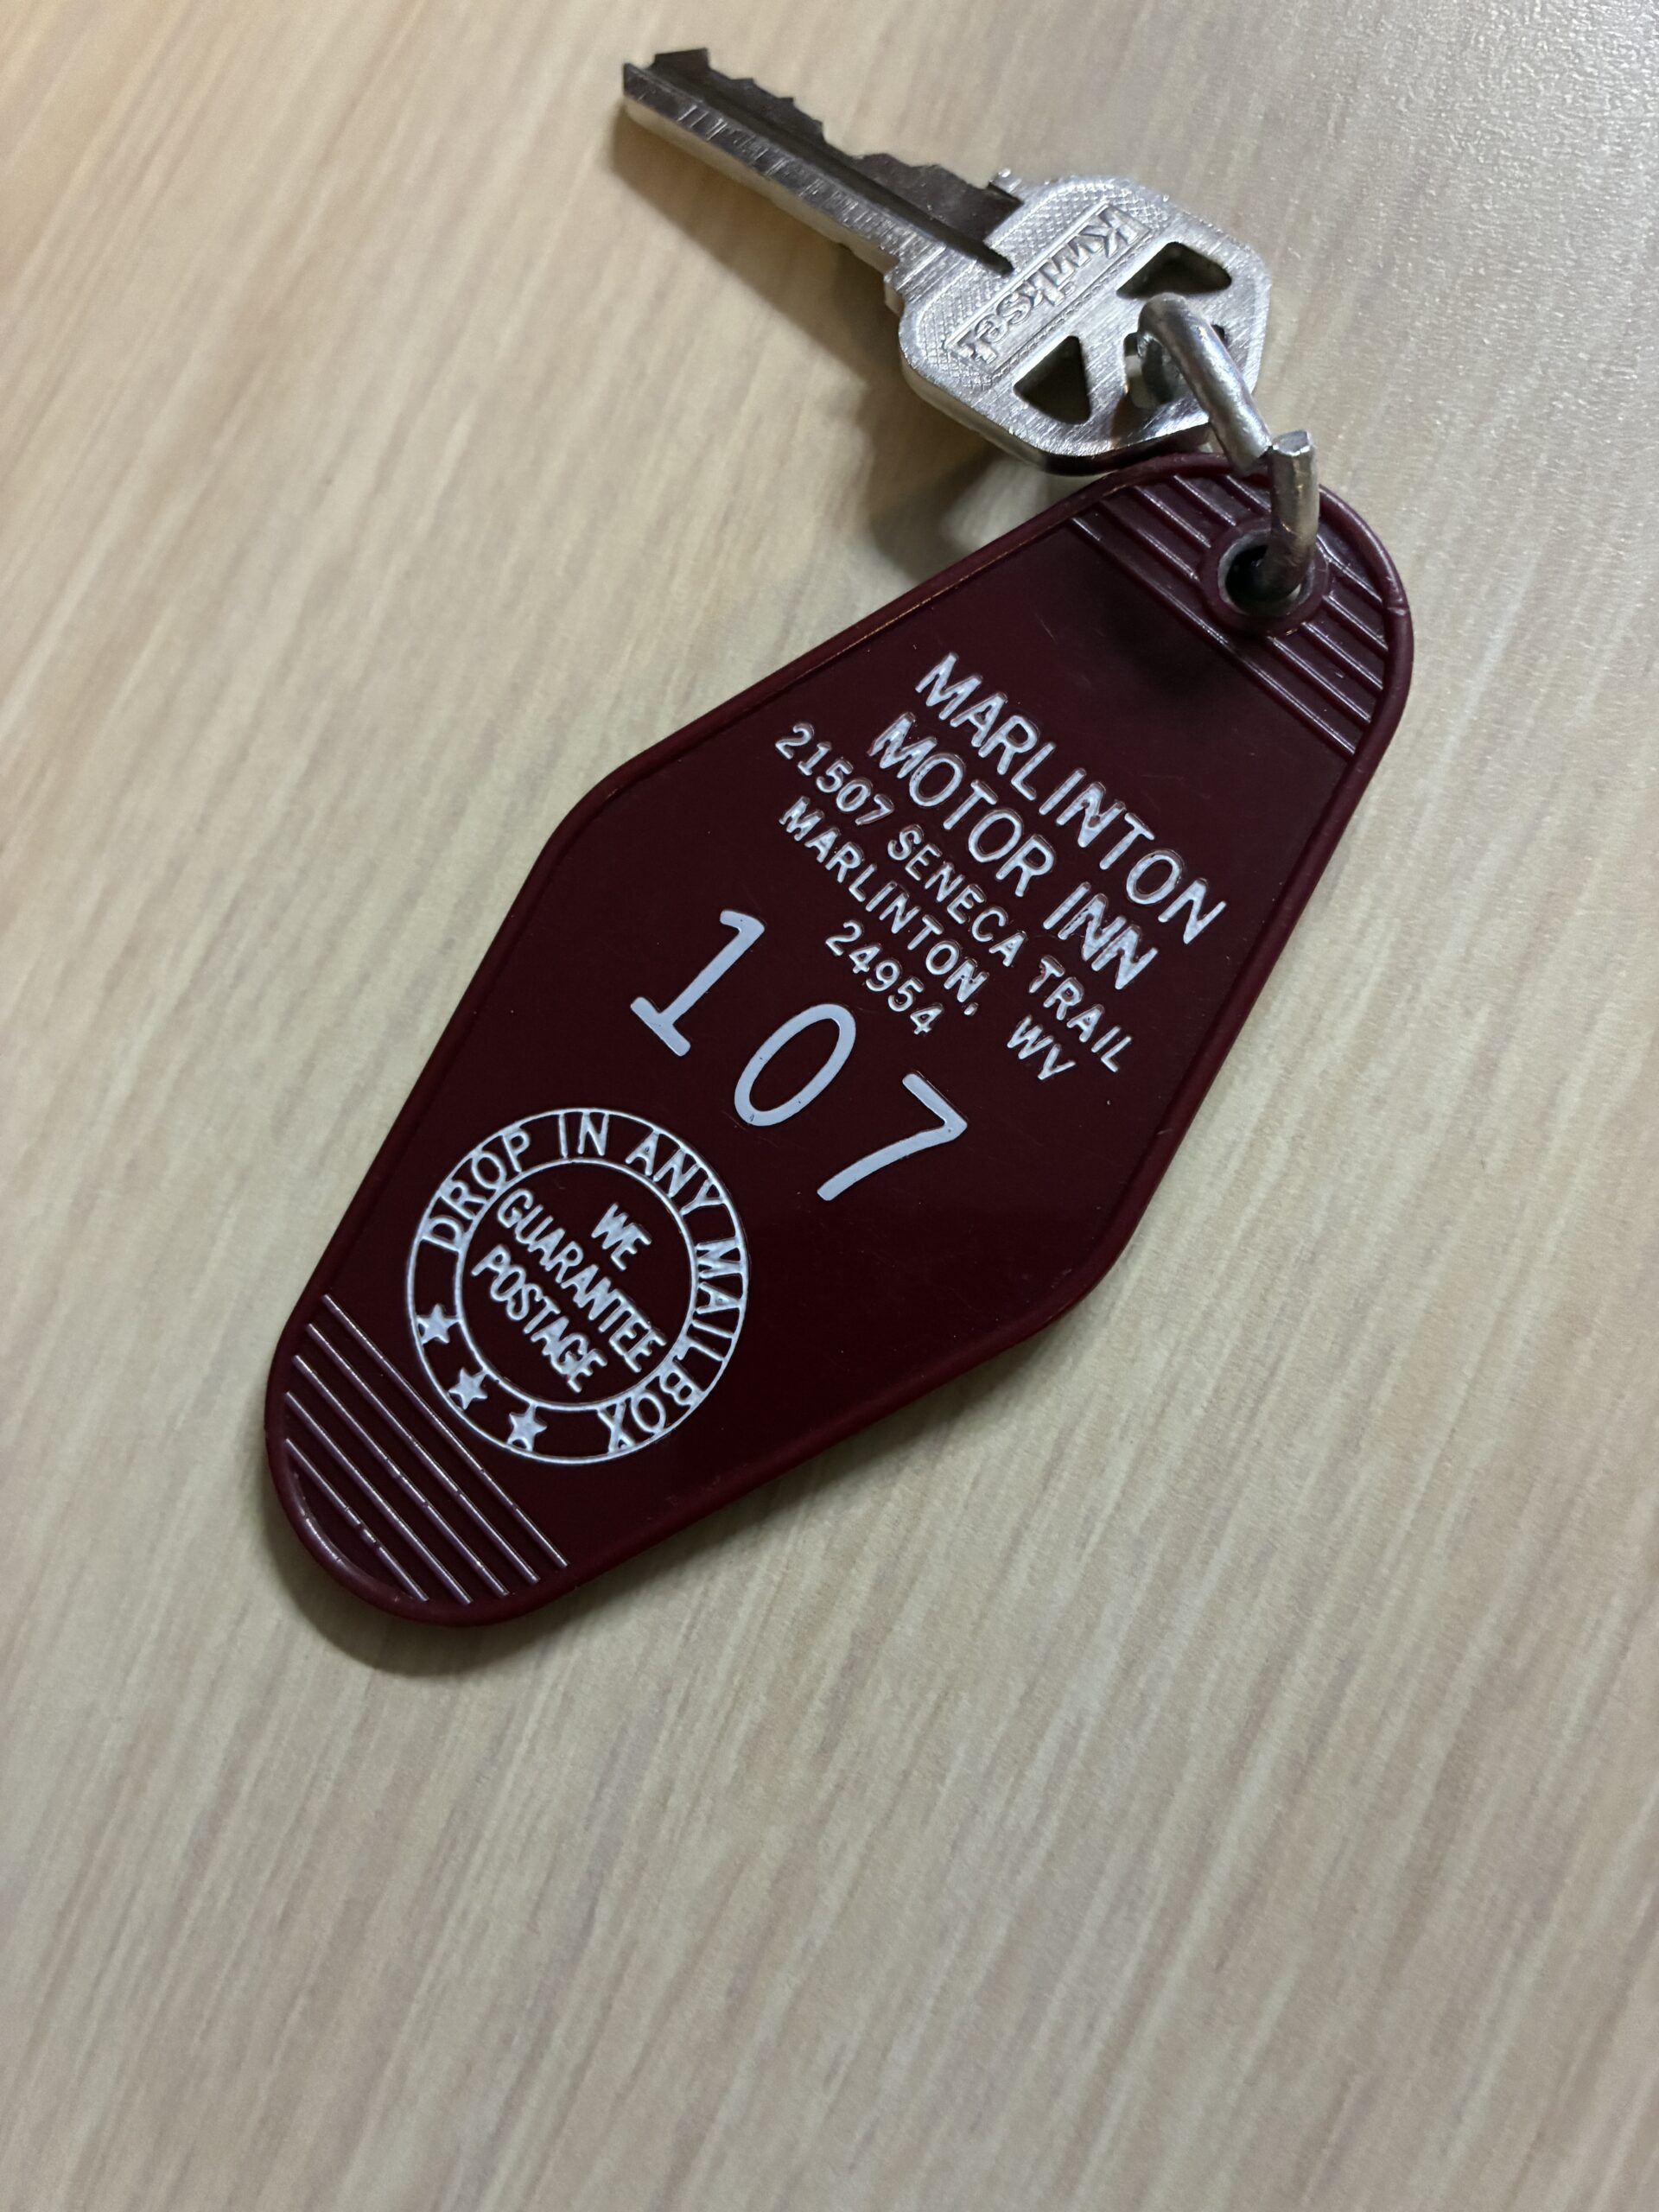 Kwikset
MARLINTON
MOTOR INN
21507 SENECA TRAIL
MARLINTON, WV
24954
107
DROP IN ANY MAILBOX
WE
GUARANTEE
POSTAGE